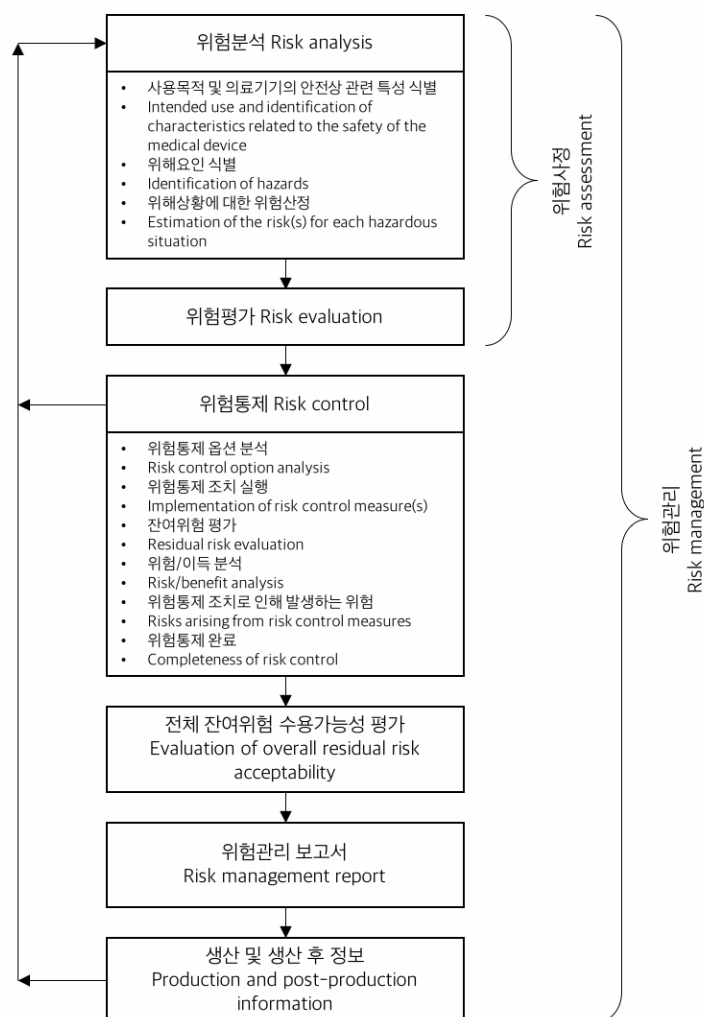 위험분석 Risk analysis
• 사용목적 및 의료기기의 안전상 관련 특성 식별
• Intended use and identification of
characteristics related to the safety of the
medical device
• 위해요인 식별
• Identification of hazards
• 위해상황에 대한 위험산정
• Estimation of the risk(s) for each hazardous
situation
위험평가 Risk evaluation
위험사정
Risk assessment
위험통제 Risk control
• 위험통제 옵션 분석
• Risk control option analysis
• 위험통제 조치 실행
• Implementation of risk control measure(s)
• 잔여위험 평가
• Residual risk evaluation
• 위험/이득 분석
• Risk/benefit analysis
• 위험통제 조치로 인해 발생하는 위험
• Risks arising from risk control measures
• 위험통제 완료
• Completeness of risk control
전체 잔여위험 수용가능성 평가
Evaluation of overall residual risk
acceptability
위험관리 보고서
Risk management report
생산 및 생산 후 정보
Production and post-production
information
위험관리
Risk management